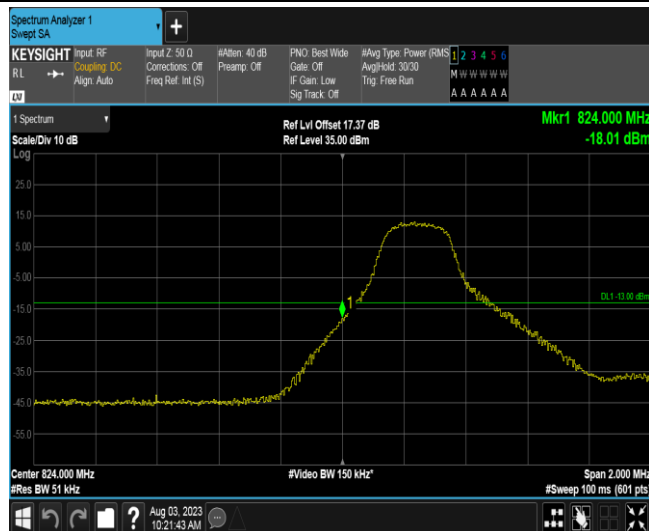 Spectrum Analyzer 1
Swept SA
+
KEYSIGHT
RL
LXI
Input: RF
Coupling: DC
Align: Auto
Input Z: 50 Ω
Corrections: Off
Freq Ref: Int (S)
#Atten: 40 dB
Preamp: Off
PNO: Best Wide
Gate: Off
IF Gain: Low
Sig Track: Off
#Avg Type: Power (RMS
Avg|Hold: 30/30
Trig: Free Run
1 2 3 4 5 6
M W W W W W
A A A A A A
1 Spectrum
Scale/Div 10 dB
Log
Ref Lvl Offset 17.37 dB
Ref Level 35.00 dBm
Mkr1 824.000 MHz
-18.01 dBm
25.0
15.0
5.00
-5.00
-15.0
-25.0
-35.0
-45.0
-55.0
1
DL1 -13.00 dBm
Center 824.000 MHz
#Res BW 51 kHz
#Video BW 150 kHz*
Span 2.000 MHz
#Sweep 100 ms (601 pts)
?
Aug 03, 2023
10:21:43 AM